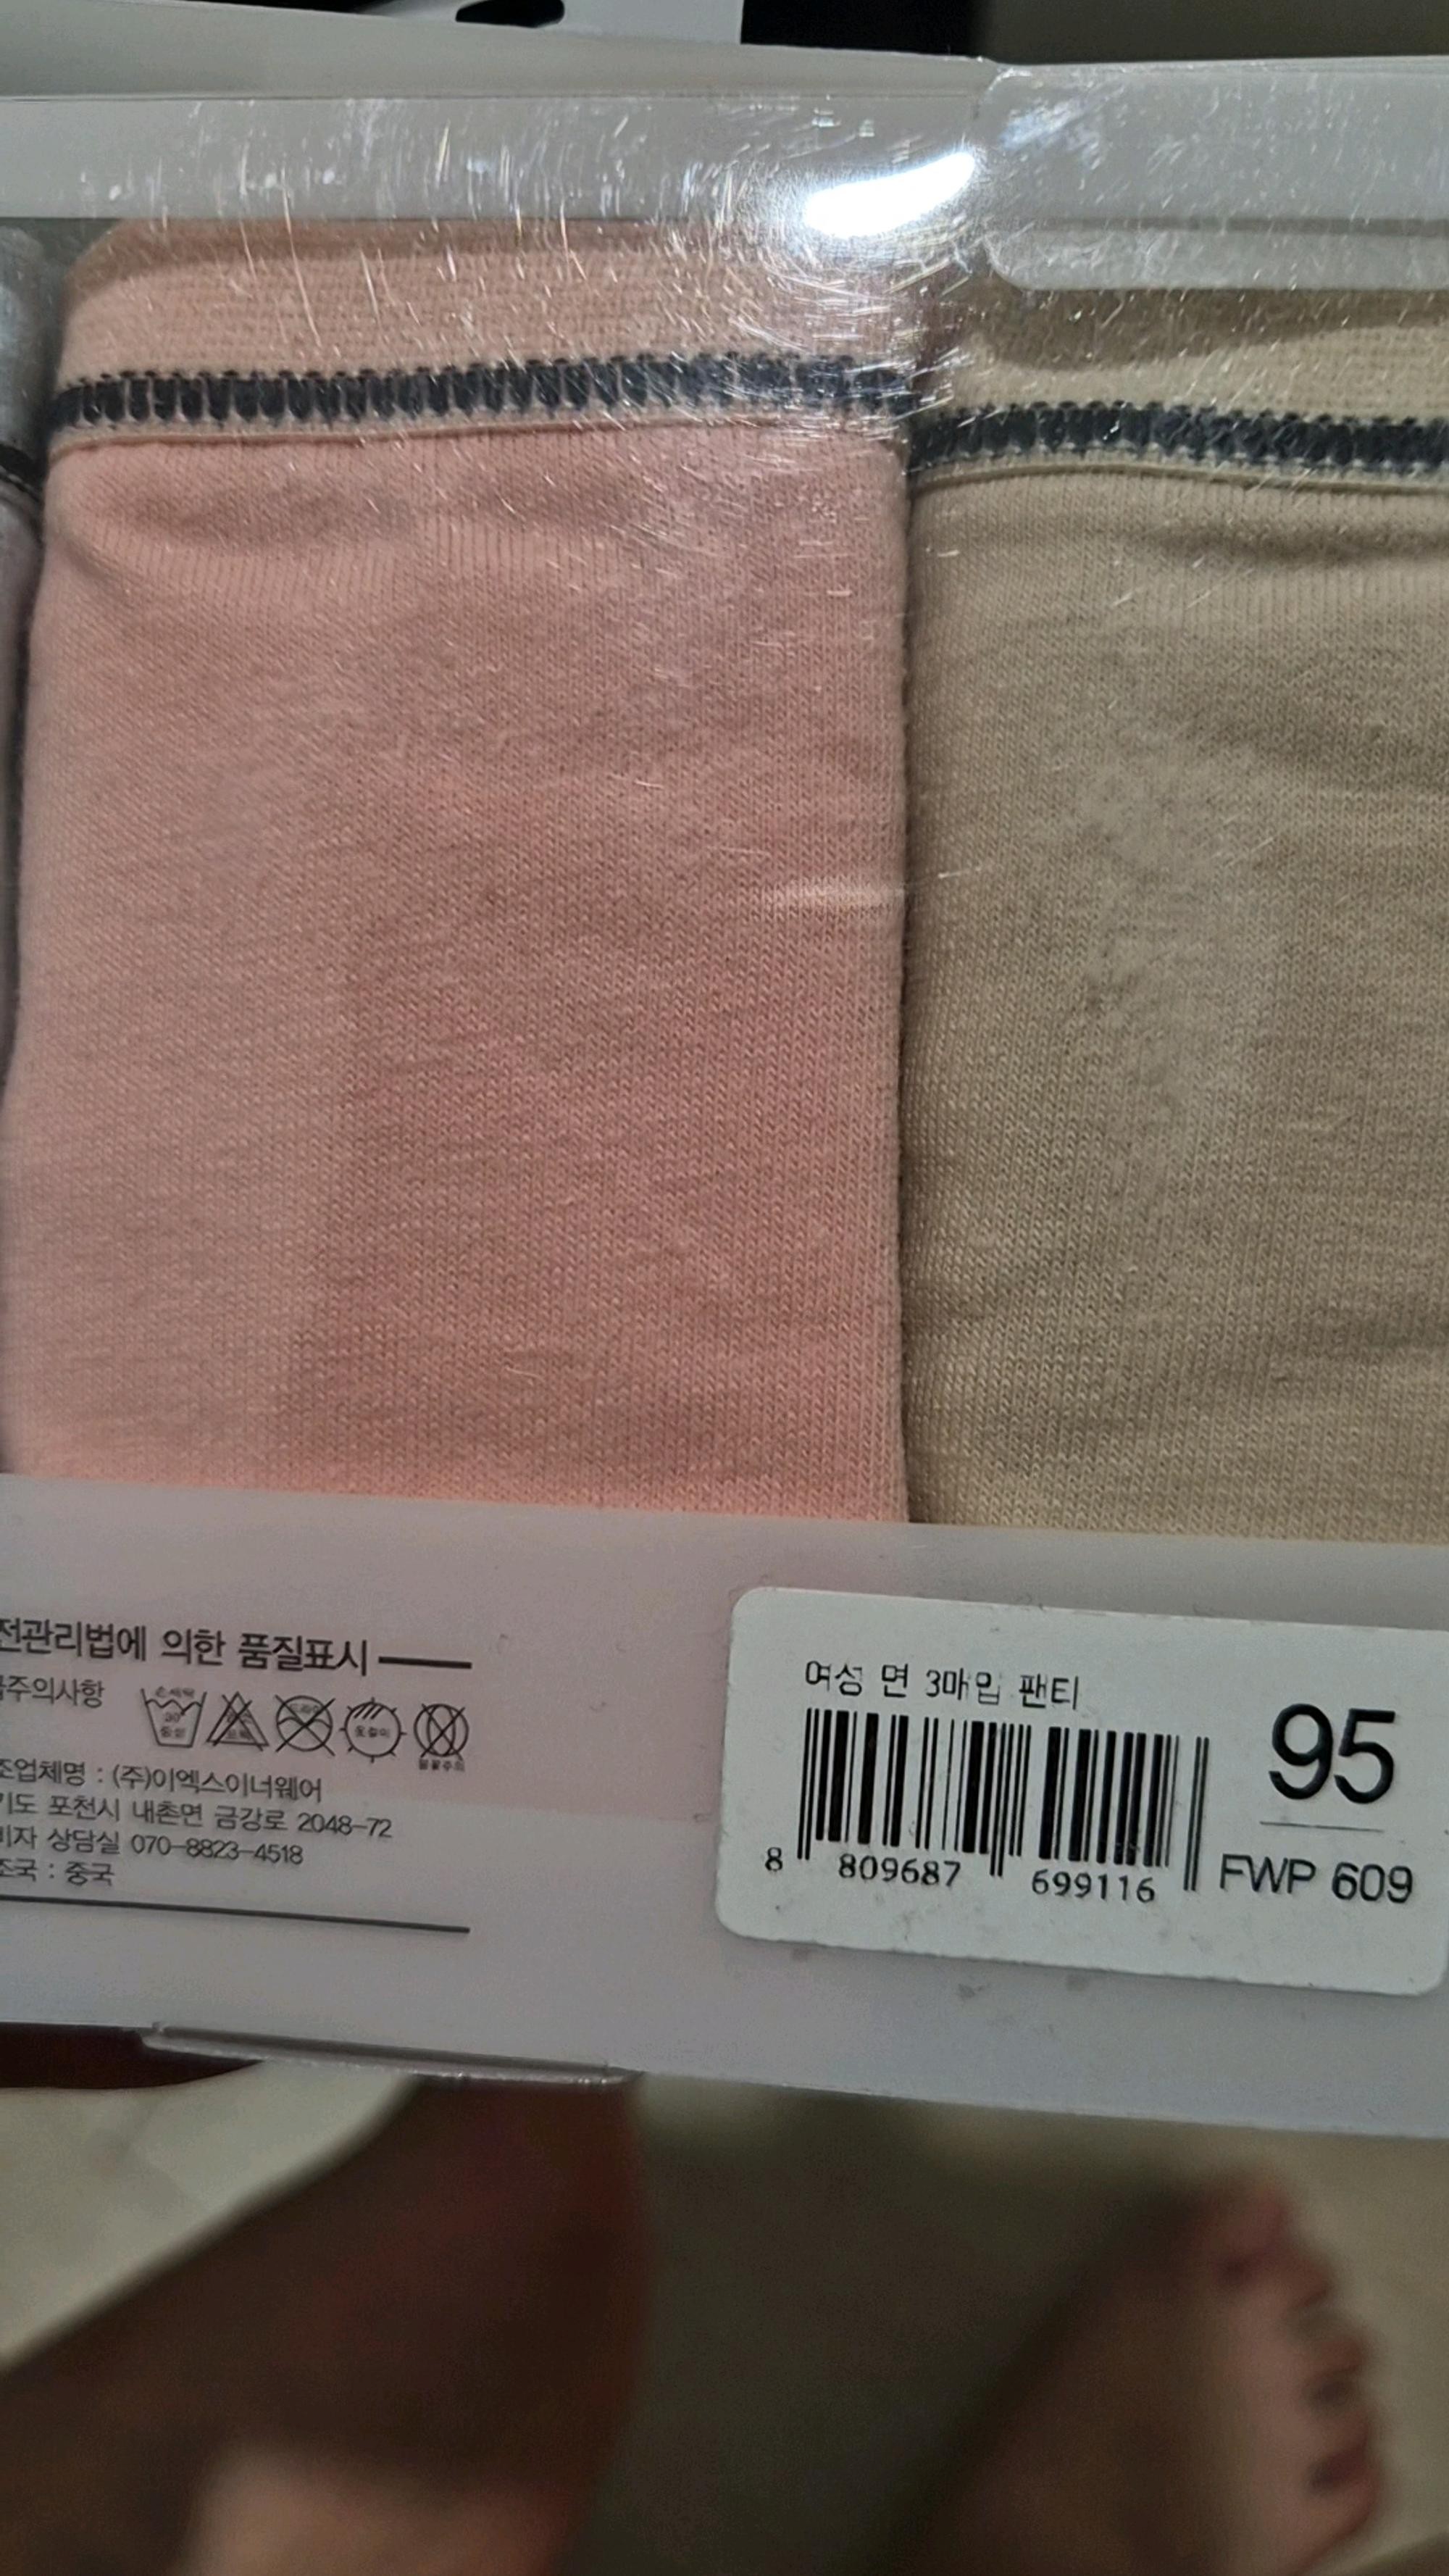 전관리법에 의한 품질표시
주의사항
조업체명 : (주)이엑스이너웨어
기도 포천시 내촌면 금강로 2048-72
비자 상담실 070-8823-4518
조국 : 중국
여성 면 3매입 팬티
95
8 809687 699116
FWP 609